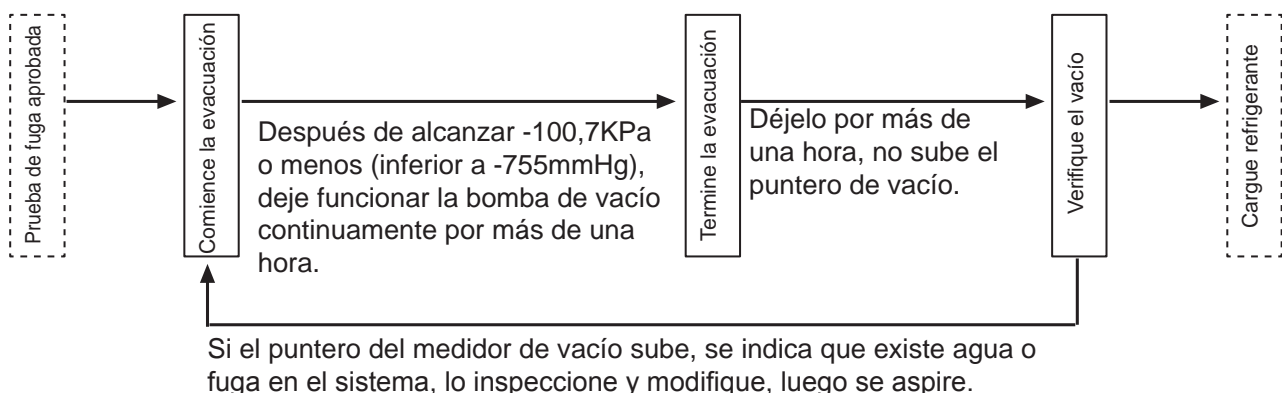 Prueba de fuga aprobada
Comience la evacuación
Después de alcanzar -100,7KPa
o menos (inferior a -755mmHg),
deje funcionar la bomba de vacío
continuamente por más de una
hora.
Termine la evacuación
Déjelo por más de
una hora, no sube el
puntero de vacío.
Verifique el vacío
Cargue refrigerante
Si el puntero del medidor de vacío sube, se indica que existe agua o
fuga en el sistema, lo inspeccione y modifique, luego se aspire.